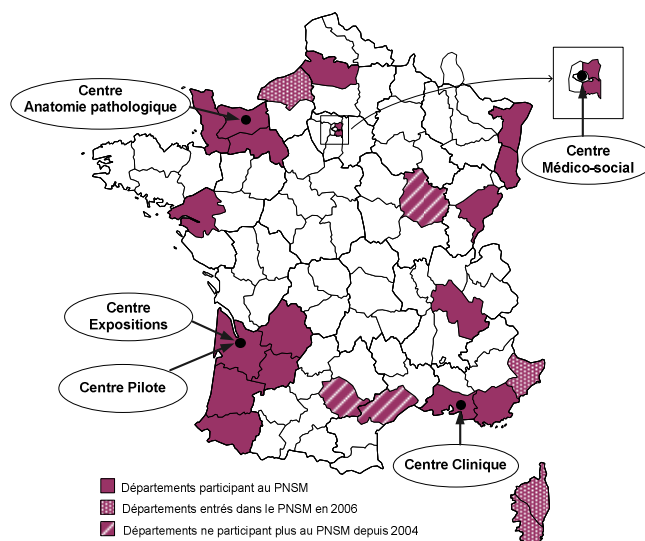 Centre
Anatomie pathologique
Centre
Médico-social
Centre
Expositions
Centre Pilote
Centre Clinique
Départements participant au PNSM
Départements entrés dans le PNSM en 2006
Départements ne participant plus au PNSM depuis 2004